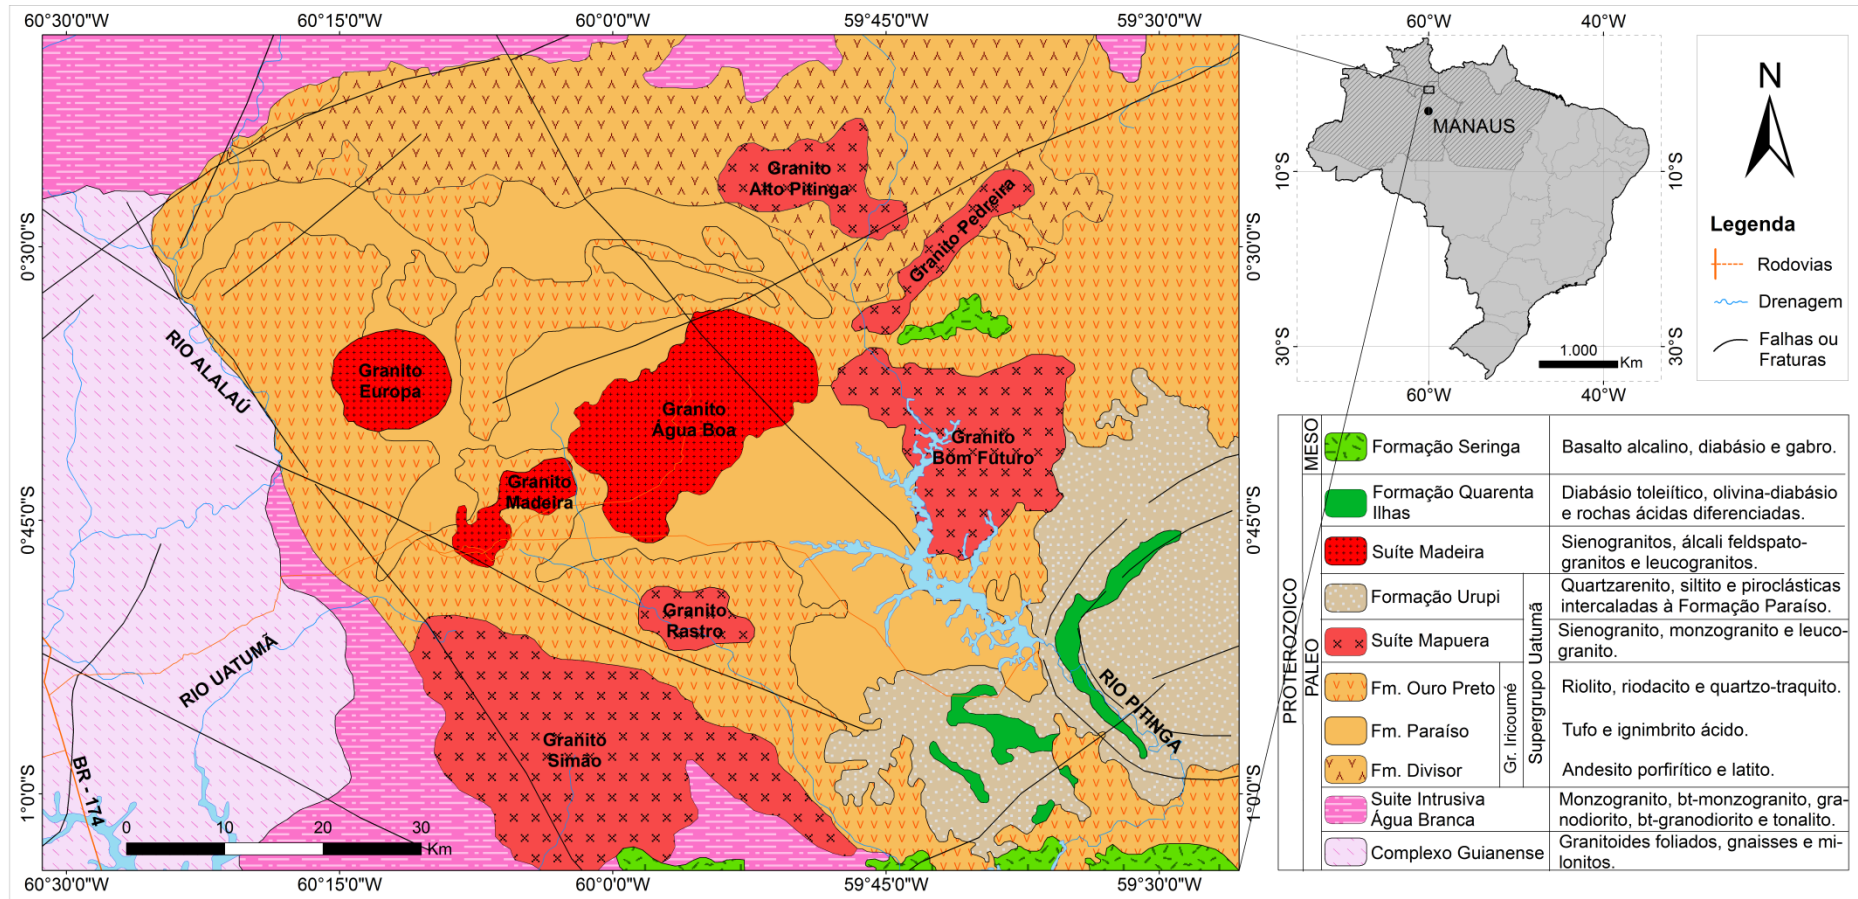 60°30'0"W
60°15'0"W
60°0'0"W
59°45'0"W
59°30'0"W
0°30'0"S
0°45'0"S
1°0'0"S
0°30'0"S
0°45'0"S
1°0'0"S
60°30'0"W
60°15'0"W
60°0'0"W
59°45'0"W
59°30'0"W
Granito
Alto Pitinga
Granito Pedreira
Granito
Europa
Granito
Água Boa
Granito
Bom Futuro
Granito
Madeira
Granito
Rastro
Granito
Simão
RIO ALALAÚ
RIO UATUMÃ
RIO PITINGA
BR - 174
0
10
20
30
Km
60°W
40°W
MANAUS
10°S
10°S
30°S
30°S
1.000
Km
60°W
40°W
N
Legenda
Rodovias
Drenagem
Falhas ou
Fraturas
PROTEROZOICO
MESO
PALEO
Supergrupo Uatumã
Gr. Iricoumé
Formação Seringa
Basalto alcalino, diabásio e gabro.
Formação Quarenta
Ilhas
Diabásio toleiítico, olivina-diabásio
e rochas ácidas diferenciadas.
Suíte Madeira
Sienogranitos, álcali feldspato-
granitos e leucogranitos.
Formação Urupi
Quartzarenito, siltito e piroclásticas
intercaladas à Formação Paraíso.
Suíte Mapuera
Sienogranito, monzogranito e leuco-
granito.
Fm. Ouro Preto
Riolito, riodacito e quartzo-traquito.
Fm. Paraíso
Tufo e ignimbrito ácido.
Fm. Divisor
Andesito porfirítico e latito.
Suite Intrusiva
Água Branca
Monzogranito, bt-monzogranito, gra-
nodiorito, bt-granodiorito e tonalito.
Complexo Guianense
Granitoides foliados, gnaisses e mi-
lonitos.